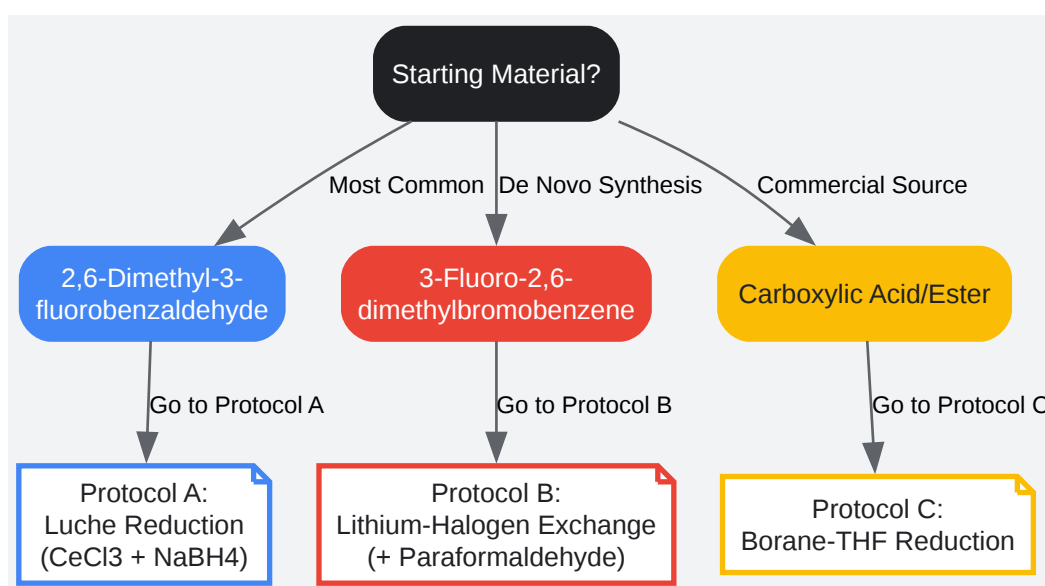 Starting Material?
Most Common
De Novo Synthesis
Commercial Source
2,6-Dimethyl-3-
fluorobenzaldehyde
3-Fluoro-2,6-
dimethylbromobenzene
Carboxylic Acid/Ester
Go to Protocol A
Go to Protocol B
Go to Protocol C
Protocol A:
Luche Reduction
(CeCl3 + NaBH4)
Protocol B:
Lithium-Halogen Exchange
(+ Paraformaldehyde)
Protocol C:
Borane-THF Reduction